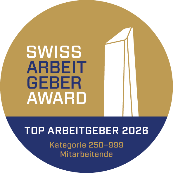 SWISS
ARBEIT
GEBER
AWARD
TOP ARBEITGEBER 2026
Kategorie 250–999
Mitarbeitende